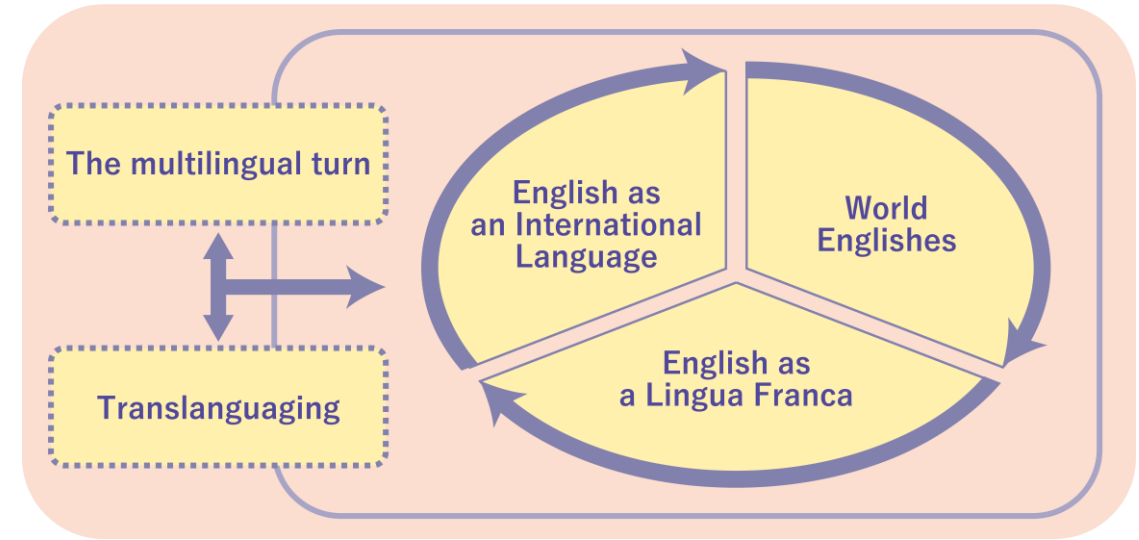 The multilingual turn
Translanguaging
English as
an International
Language
World
Englishes
English as
a Lingua Franca